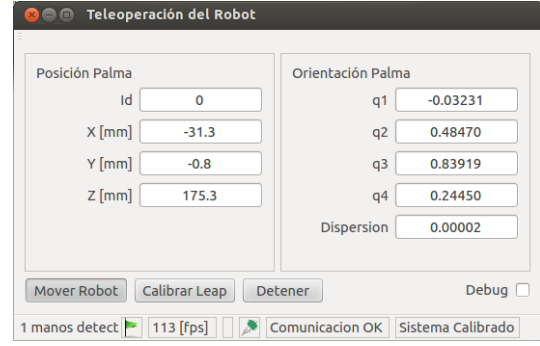 Teleoperación del Robot
Posición Palma
Id 0
X [mm] -31.3
Y [mm] -0.8
Z [mm] 175.3
Orientación Palma
q1 -0.03231
q2 0.48470
q3 0.83919
q4 0.24450
Dispersion 0.00002
Mover Robot Calibrar Leap Detener Debug
1 manos detect 113 [fps] Comunicacion OK Sistema Calibrado